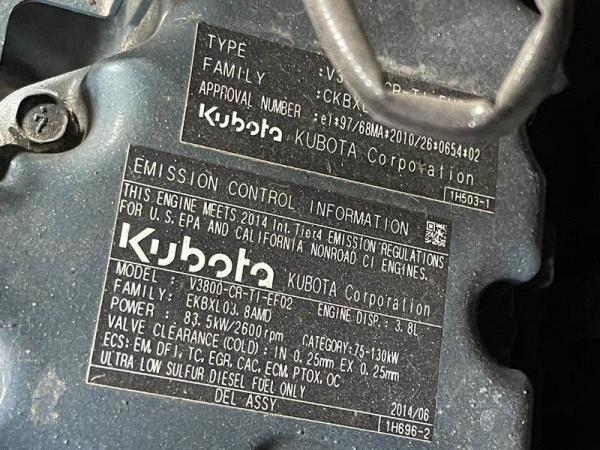 TYPE :V3
FAMILY :CKBXL
APPROVAL NUMBER :e1*97/68MA*2010/26*0654*02
Kubota KUBOTA Corporation
1H503-1
EMISSION CONTROL INFORMATION
THIS ENGINE MEETS 2014 Int. Tier4 EMISSION REGULATIONS
FOR U.S. EPA AND CALIFORNIA NONROAD CI ENGINES.
Kubota KUBOTA Corporation
MODEL: V3800-CR-TI-EF02 ENGINE DISP.: 3.8L
FAMILY: EKBXL03.8AMD
POWER: 83.5kW/2600rpm CATEGORY:75-130kW
VALVE CLEARANCE(COLD): IN 0.25mm EX 0.25mm
ECS: EM, DFI, TC, EGR, CAC, ECM, PTOX, OC
ULTRA LOW SULFUR DIESEL FUEL ONLY
DEL ASSY 2014/06
1H696-2
7